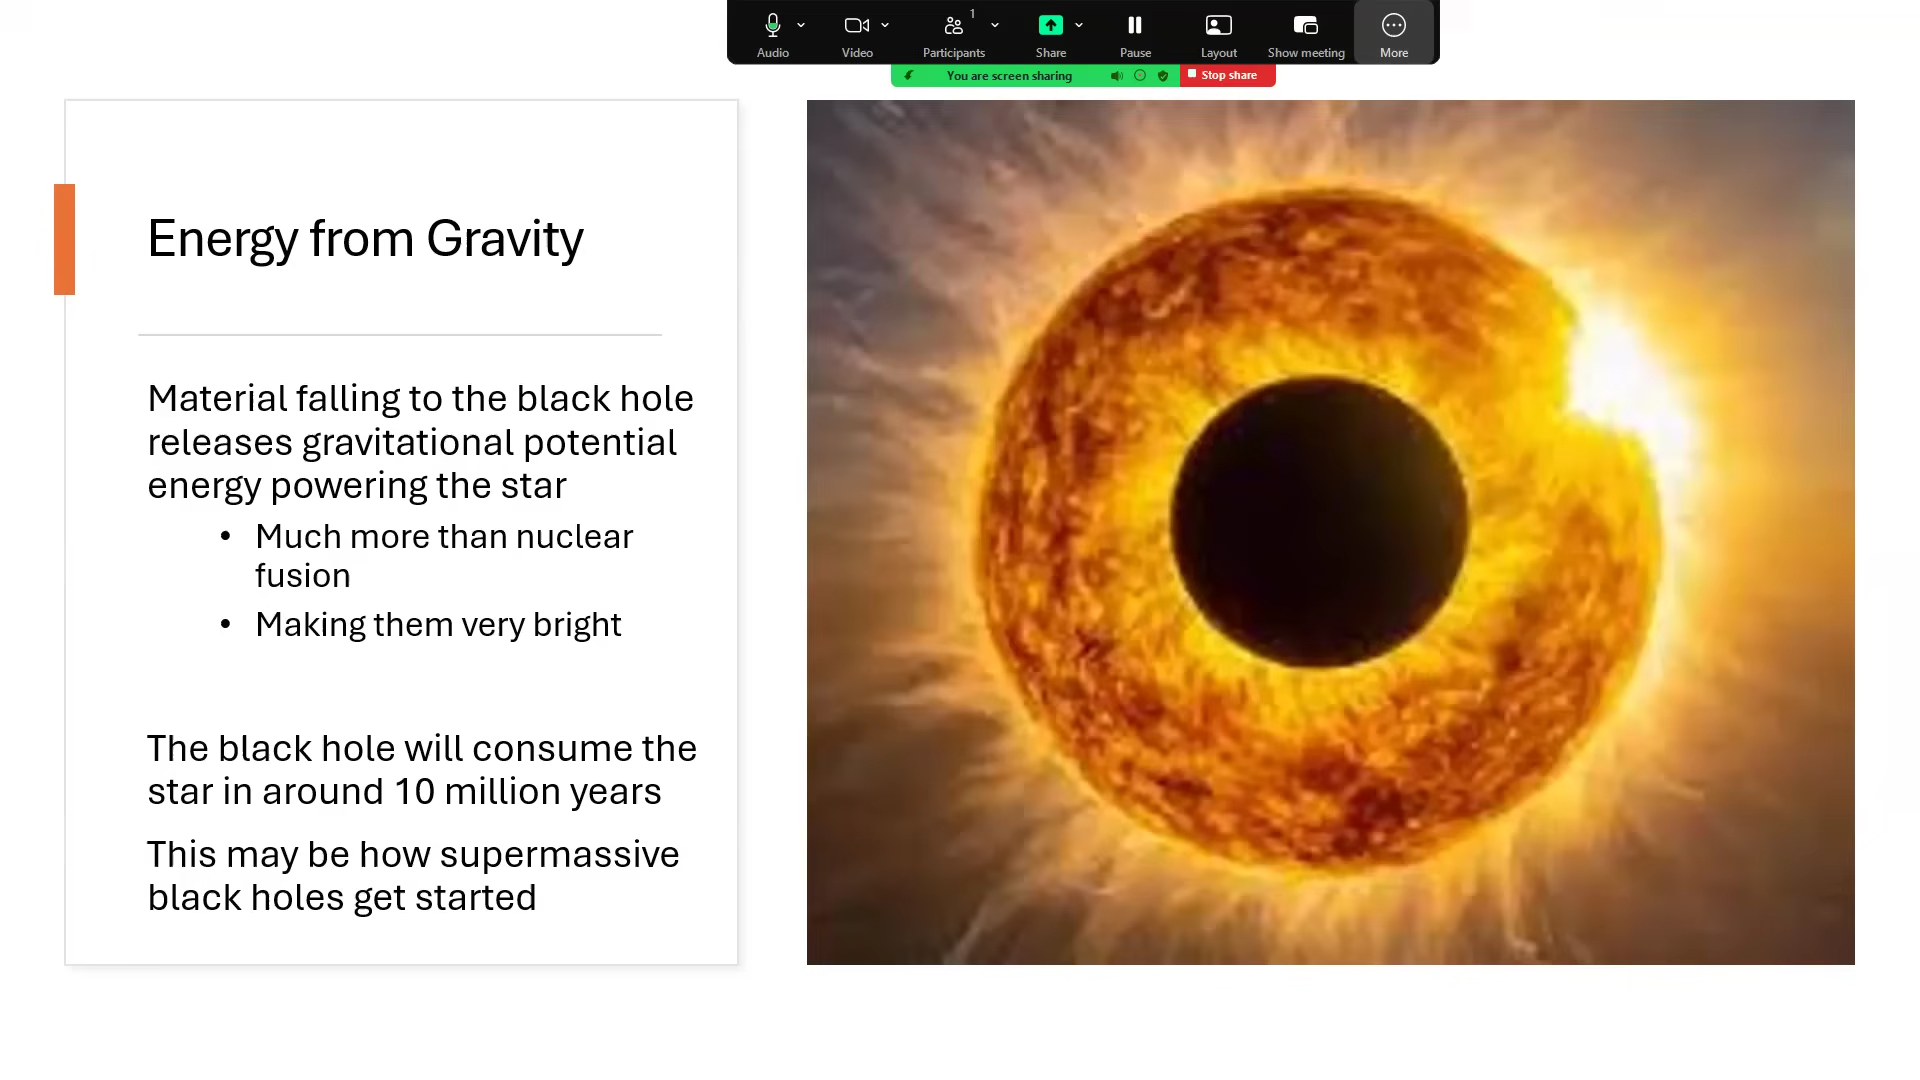 1
Audio
Video
Participants
Share
Pause
Layout
Show meeting
More
You are screen sharing
Stop share
Energy from Gravity
Material falling to the black hole
releases gravitational potential
energy powering the star
• Much more than nuclear
fusion
• Making them very bright
The black hole will consume the
star in around 10 million years
This may be how supermassive
black holes get started